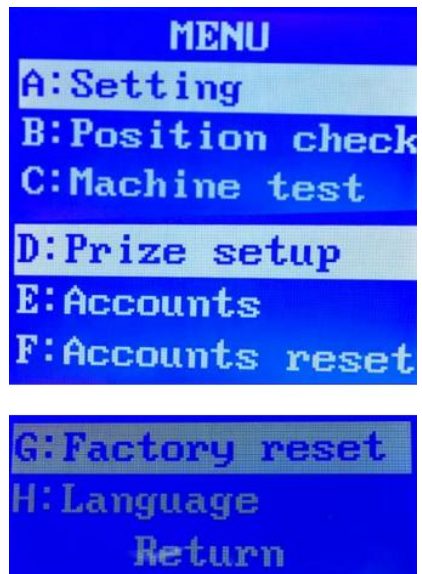 MENU
A:Setting
B:Position check
C:Machine test
D:Prize setup
E:Accounts
F:Accounts reset
G:Factory reset
H:Language
Return